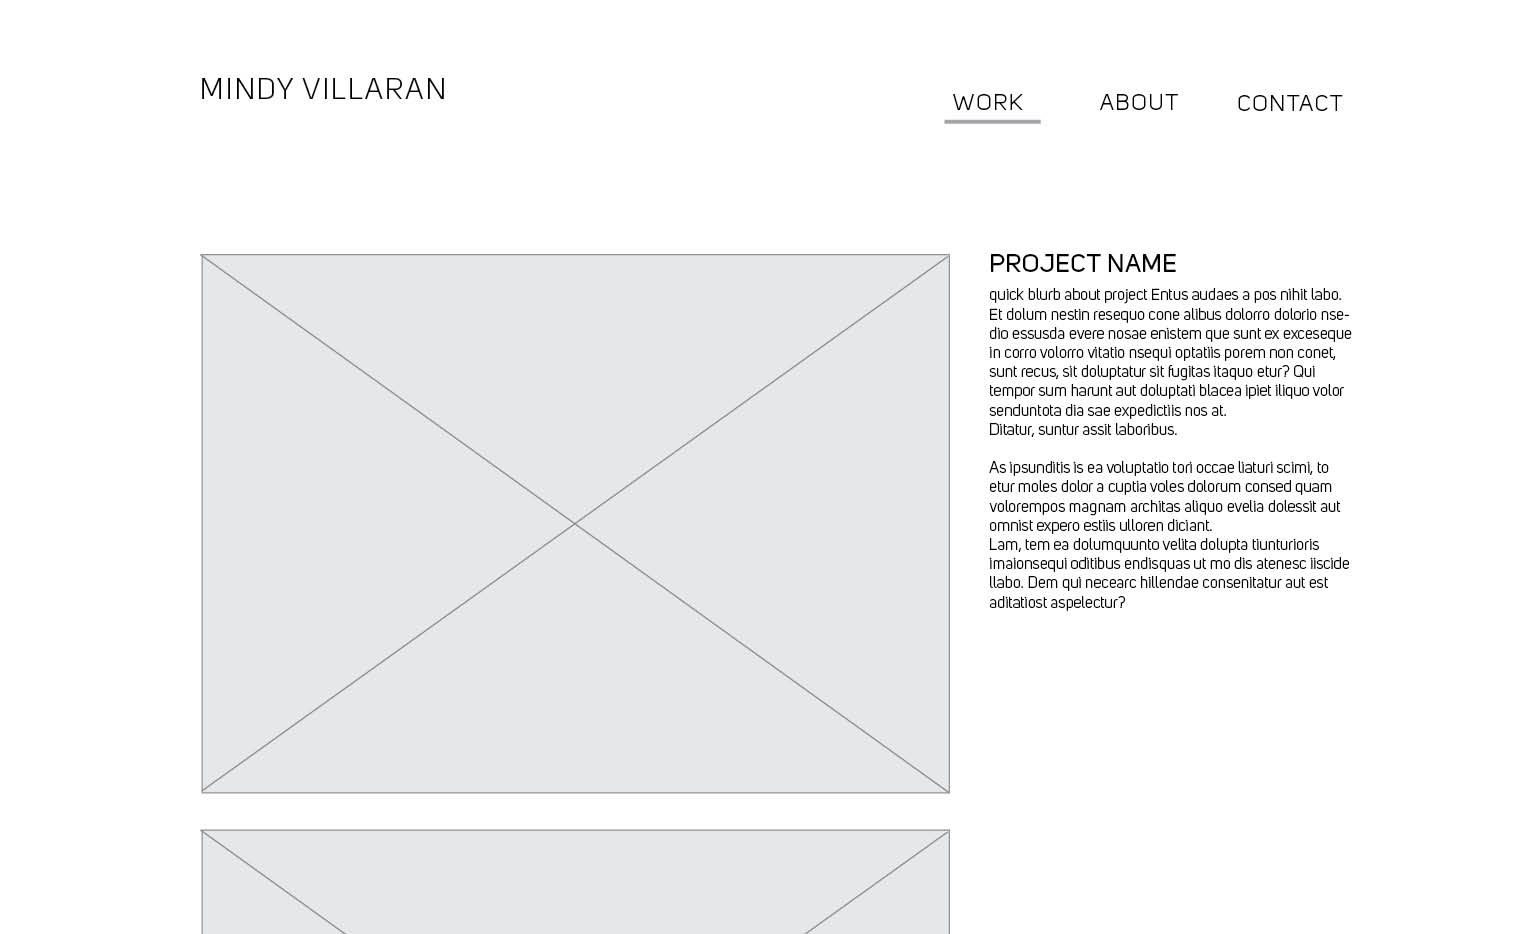 MINDY VILLARAN
WORK
ABOUT
CONTACT
PROJECT NAME
quick blurb about project Entus audaes a pos nihit labo.
Et dolum nestin resequo cone alibus dolorro dolorio nse-
dio essusda evere nosae enistem que sunt ex exceseque
in corro volorro vitatio nsequi optatiis porem non conet,
sunt recus, sit doluptatur sit fugitas itaquo etur? Qui
tempor sum harunt aut doluptati blacea ipiet iliquo volor
senduntota dia sae expedictiis nos at.
Ditatur, suntur assit laboribus.
As ipsunditis is ea voluptatio tori occae liaturi scimi, to
etur moles dolor a cuptia voles dolorum consed quam
volorempos magnam architas aliquo evelia dolessit aut
omnist expero estiis ulloren diciant.
Lam, tem ea dolumquunto velita dolupta tiunturioris
imaionsequi oditibus endisquas ut mo dis atenesc iiscide
llabo. Dem qui necearc hillendae consenitatur aut est
aditatiost aspelectur?